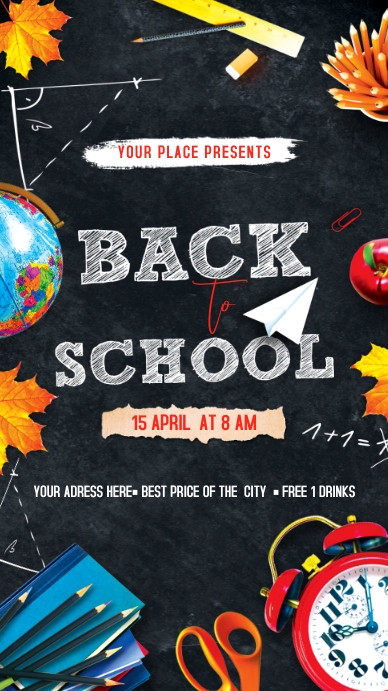 YOUR PLACE PRESENTS
BACK
to
SCHOOL
15 APRIL AT 8 AM
1+1=
YOUR ADRESS HERE▪ BEST PRICE OF THE CITY ▪ FREE 1 DRINKS